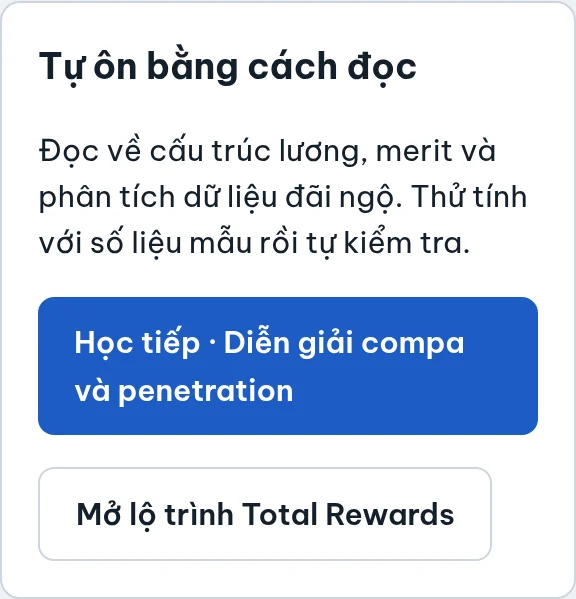 Tự ôn bằng cách đọc
Đọc về cấu trúc lương, merit và
phân tích dữ liệu đãi ngộ. Thử tính
với số liệu mẫu rồi tự kiểm tra.
Học tiếp · Diễn giải compa
và penetration
Mở lộ trình Total Rewards